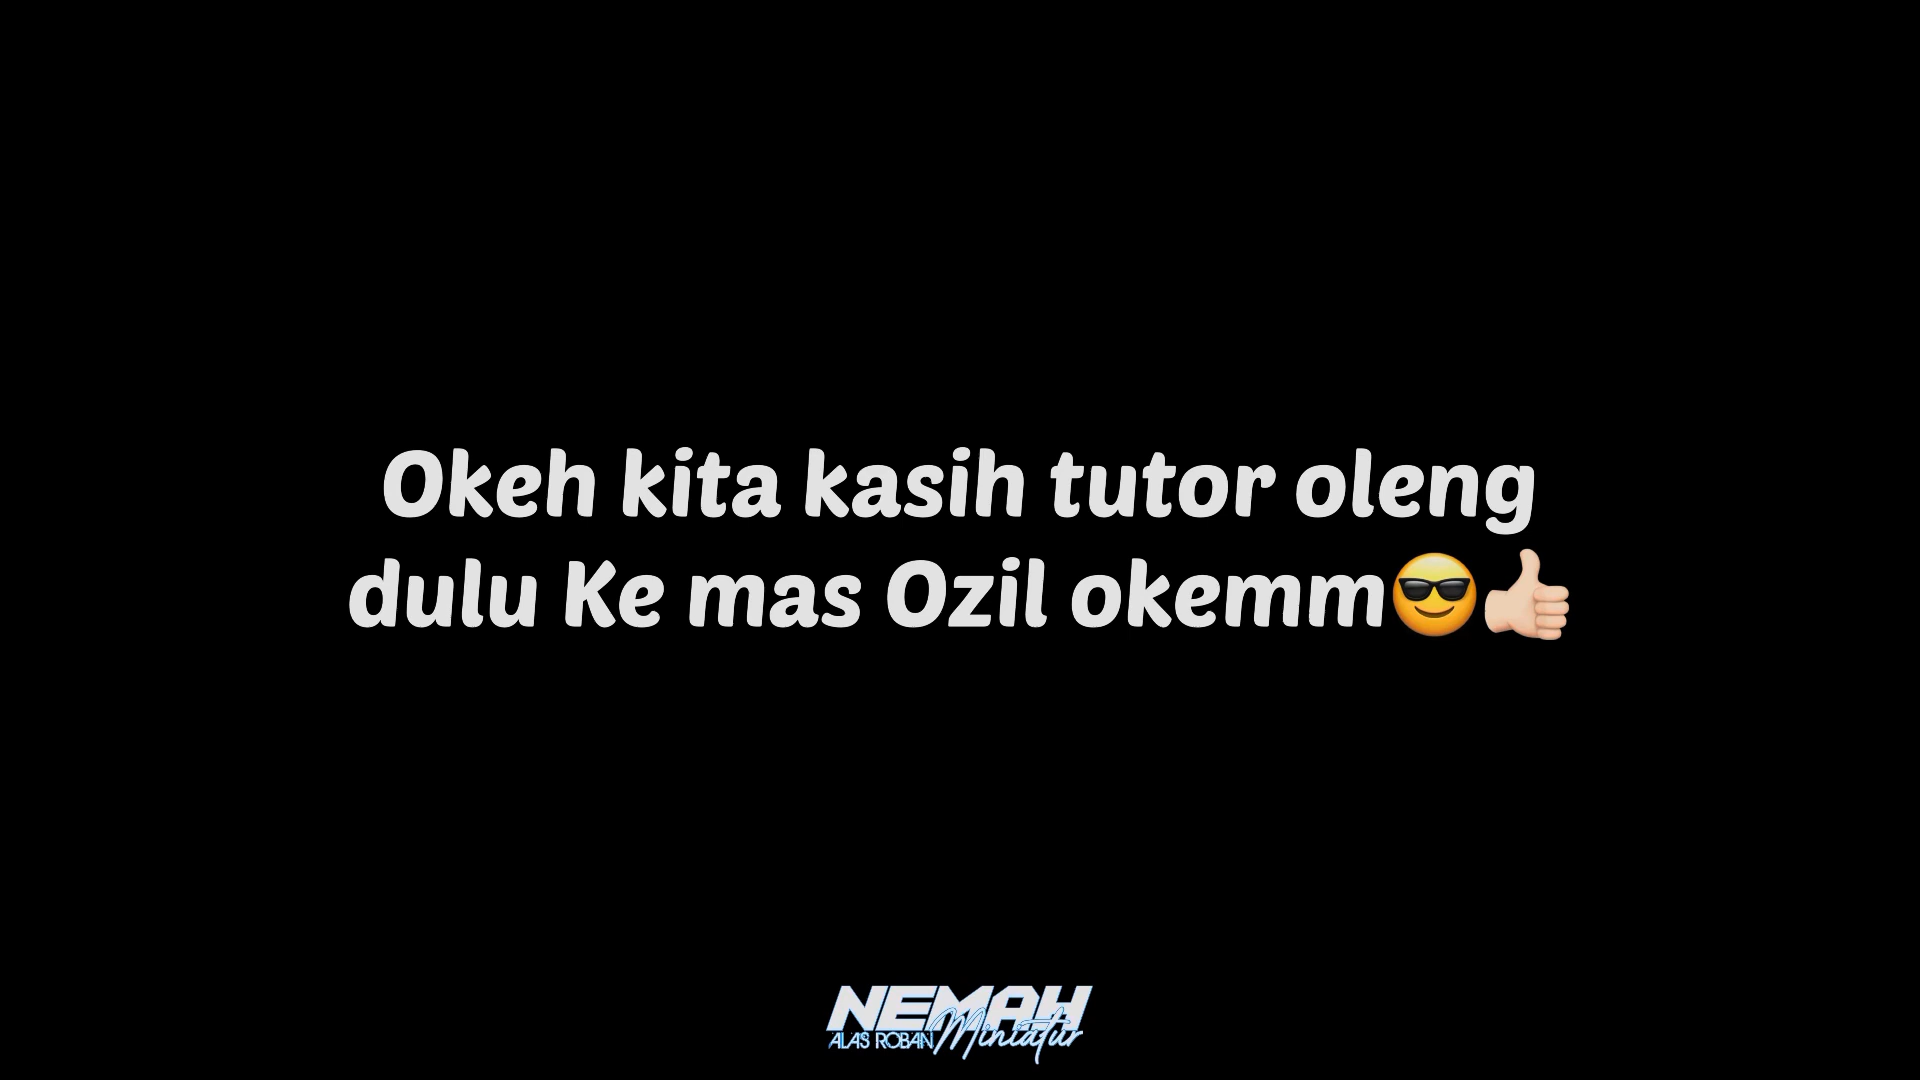 Okeh kita kasih tutor oleng
dulu Ke mas Ozil okemm😎👍🏻
NEMAH
ALAS ROBAN Miniatur